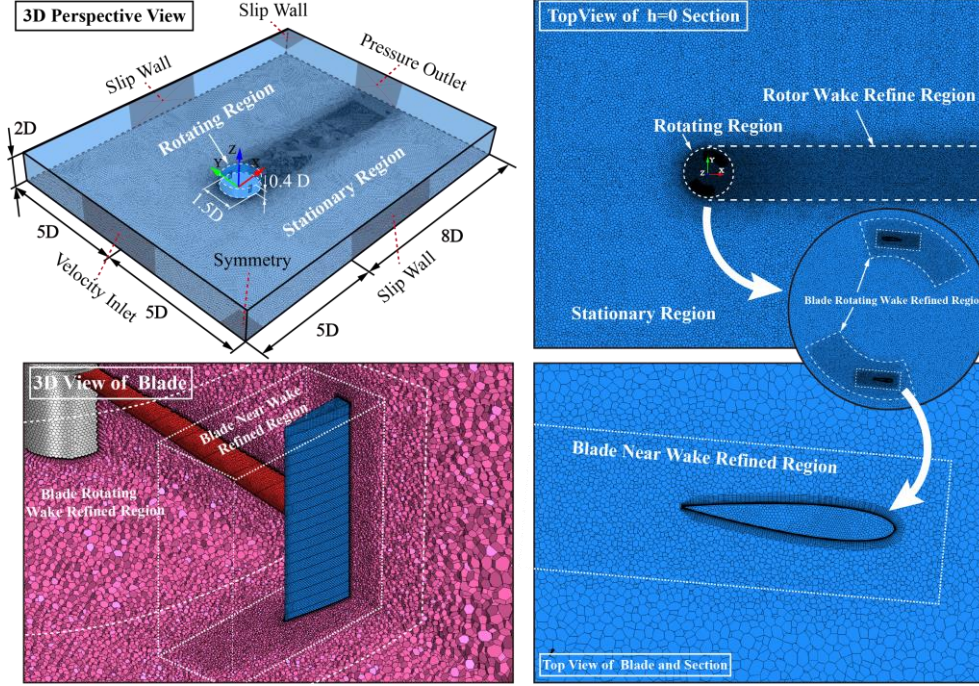 3D Perspective View
Slip Wall
Slip Wall
Pressure Outlet
2D
Rotating Region
Z
Y
X
0.4 D
1.5D
Stationary Region
5D
Velocity Inlet
5D
Symmetry
8D
Slip Wall
5D
TopView of h=0 Section
Rotor Wake Refine Region
Rotating Region
Y
Z
X
Blade Rotating Wake Refined Region
Stationary Region
3D View of Blade
Blade Near Wake
Refined Region
Blade Rotating
Wake Refined Region
Blade Near Wake Refined Region
Top View of Blade and Section